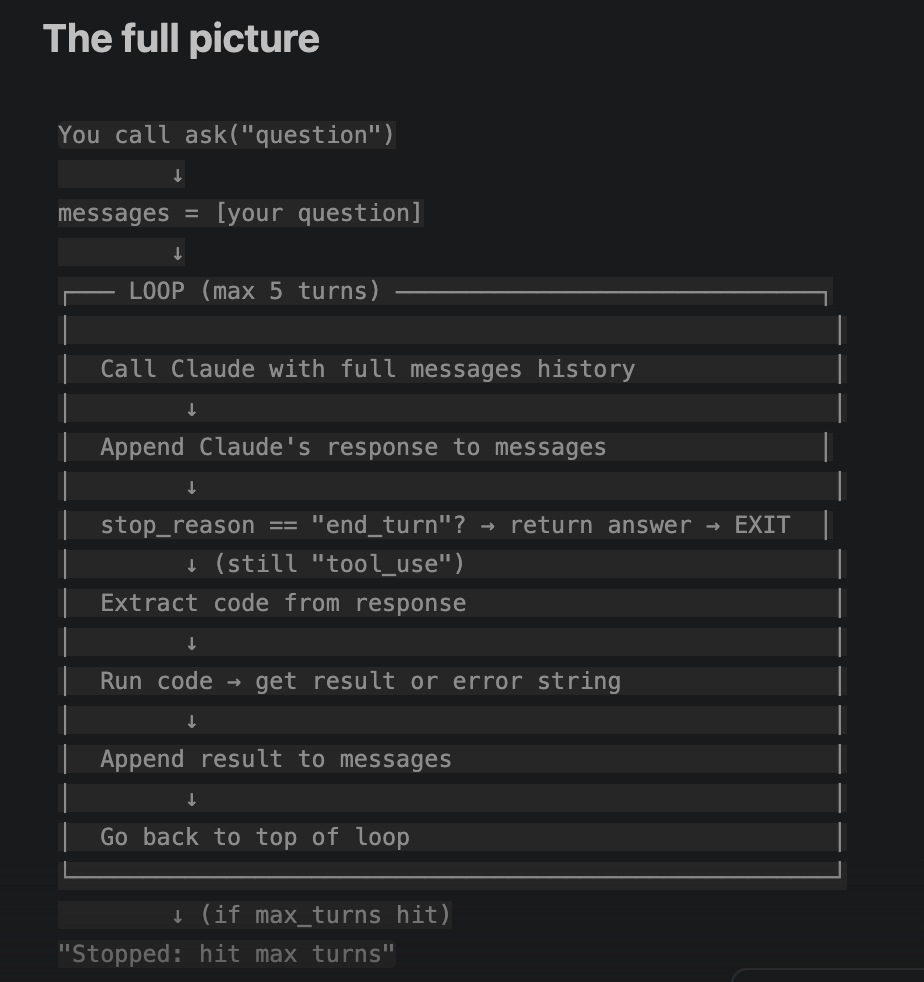 The full picture
You call ask("question")
↓
messages = [your question]
↓
┌─── LOOP (max 5 turns) ──────────────────────────────┐
Call Claude with full messages history
↓
Append Claude's response to messages
↓
stop_reason == "end_turn"? → return answer → EXIT
↓ (still "tool_use")
Extract code from response
↓
Run code → get result or error string
↓
Append result to messages
↓
Go back to top of loop
↓ (if max_turns hit)
"Stopped: hit max turns"